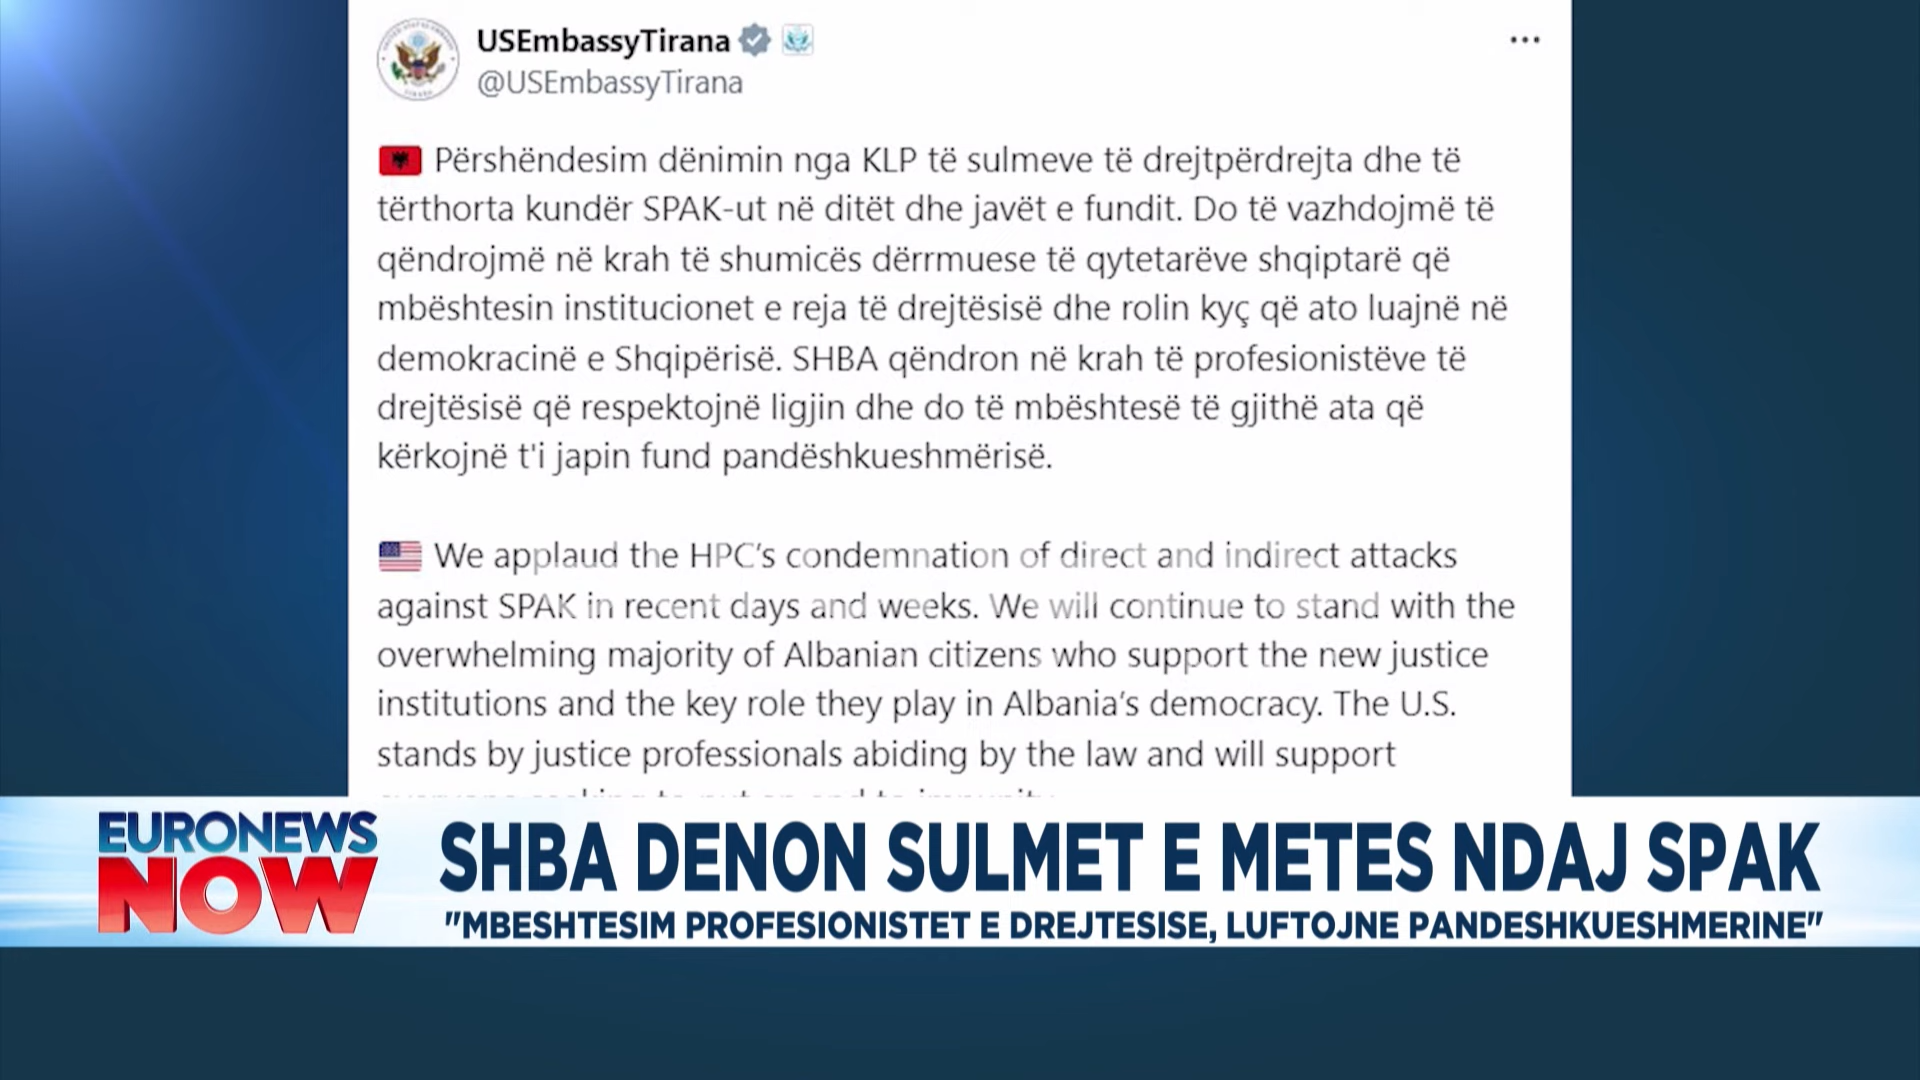 USEmbassyTirana
@USEmbassyTirana
Përshëndesim dënimin nga KLP të sulmeve të drejtpërdrejta dhe të
tërthorta kundër SPAK-ut në ditët dhe javët e fundit. Do të vazhdojmë të
qëndrojmë në krah të shumicës dërrmuese të qytetarëve shqiptarë që
mbështesin institucionet e reja të drejtësisë dhe rolin kyç që ato luajnë në
demokracinë e Shqipërisë. SHBA qëndron në krah të profesionistëve të
drejtësisë që respektojnë ligjin dhe do të mbështesë të gjithë ata që
kërkojnë t'i japin fund pandëshkueshmërisë.
We applaud the HPC's condemnation of direct and indirect attacks
against SPAK in recent days and weeks. We will continue to stand with the
overwhelming majority of Albanian citizens who support the new justice
institutions and the key role they play in Albania's democracy. The U.S.
stands by justice professionals abiding by the law and will support
EURONEWS
NOW
SHBA DENON SULMET E METES NDAJ SPAK
"MBESHTESIM PROFESIONISTET E DREJTESISE, LUFTOJNE PANDESHKUESHMERINE"